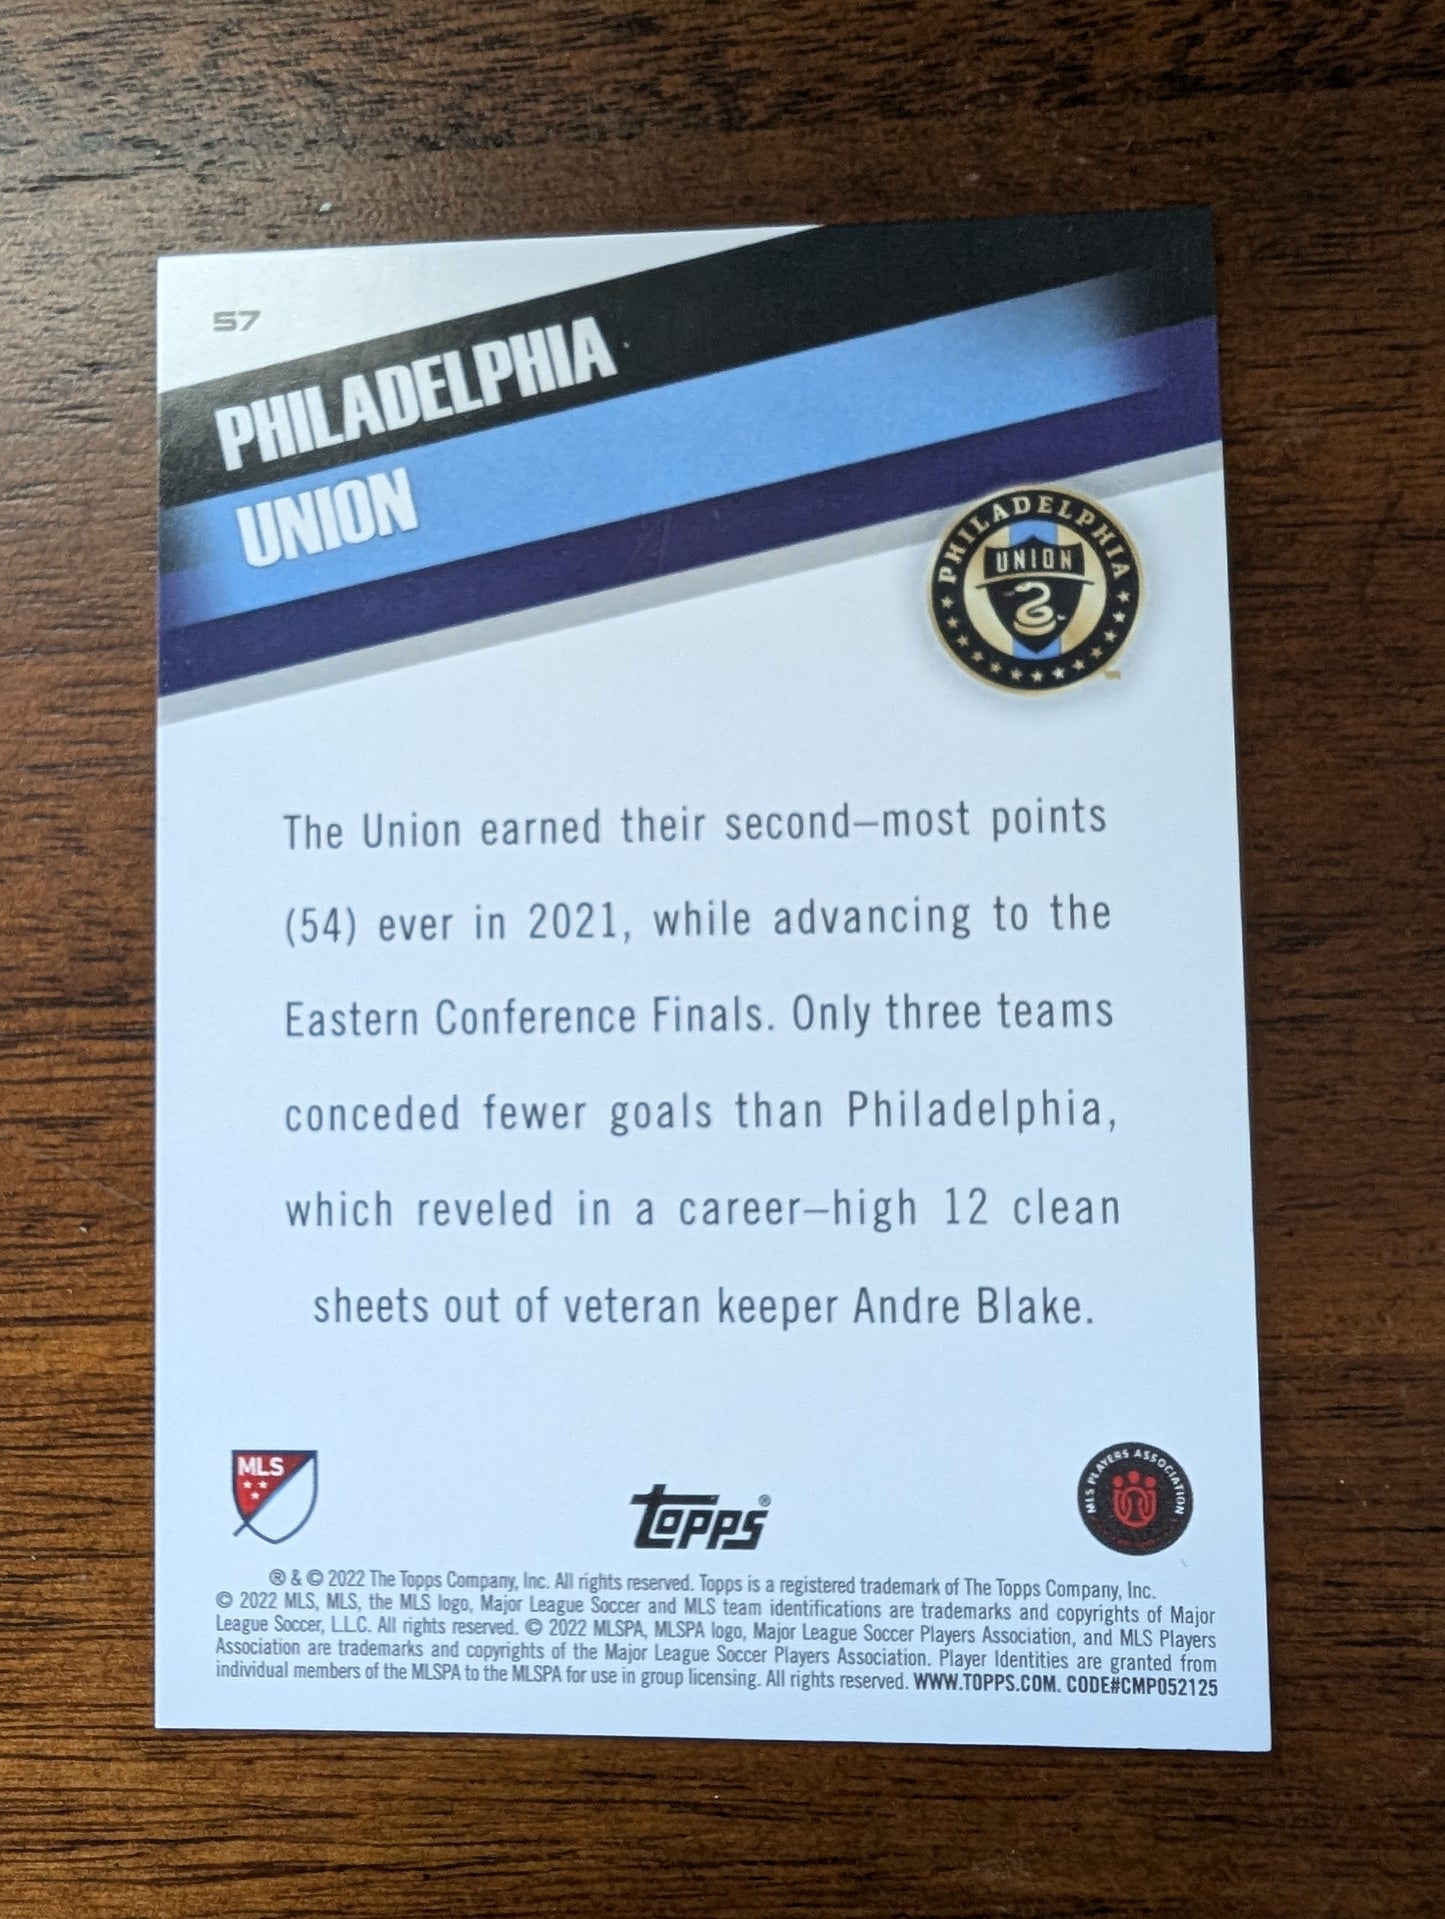 57
PHILADELPHIA
UNION
PHILADELPHIA
UNION
TM
The Union earned their second–most points
(54) ever in 2021, while advancing to the
Eastern Conference Finals. Only three teams
conceded fewer goals than Philadelphia,
which reveled in a career–high 12 clean
sheets out of veteran keeper Andre Blake.
MLS
topps®
MLS PLAYERS ASSOCIATION
® & © 2022 The Topps Company, Inc. All rights reserved. Topps is a registered trademark of The Topps Company, Inc.
© 2022 MLS, MLS, the MLS logo, Major League Soccer and MLS team identifications are trademarks and copyrights of Major
League Soccer, L.L.C. All rights reserved. © 2022 MLSPA, MLSPA logo, Major League Soccer Players Association, and MLS Players
Association are trademarks and copyrights of the Major League Soccer Players Association. Player Identities are granted from
individual members of the MLSPA to the MLSPA for use in group licensing. All rights reserved. WWW.TOPPS.COM. CODE#CMP052125